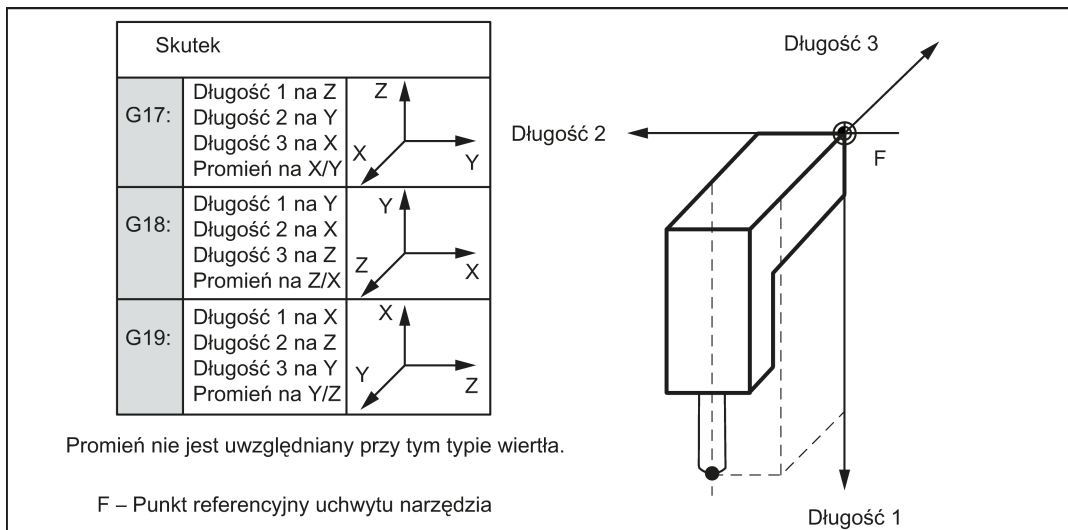 Skutek
G17:
Długość 1 na Z
Długość 2 na Y
Długość 3 na X
Promień na X/Y
Z
X
Y
G18:
Długość 1 na Y
Długość 2 na X
Długość 3 na Z
Promień na Z/X
Y
Z
X
G19:
Długość 1 na X
Długość 2 na Z
Długość 3 na Y
Promień na Y/Z
X
Y
Z
Promień nie jest uwzględniany przy tym typie wiertła.
F – Punkt referencyjny uchwytu narzędzia
Długość 3
Długość 2
F
Długość 1